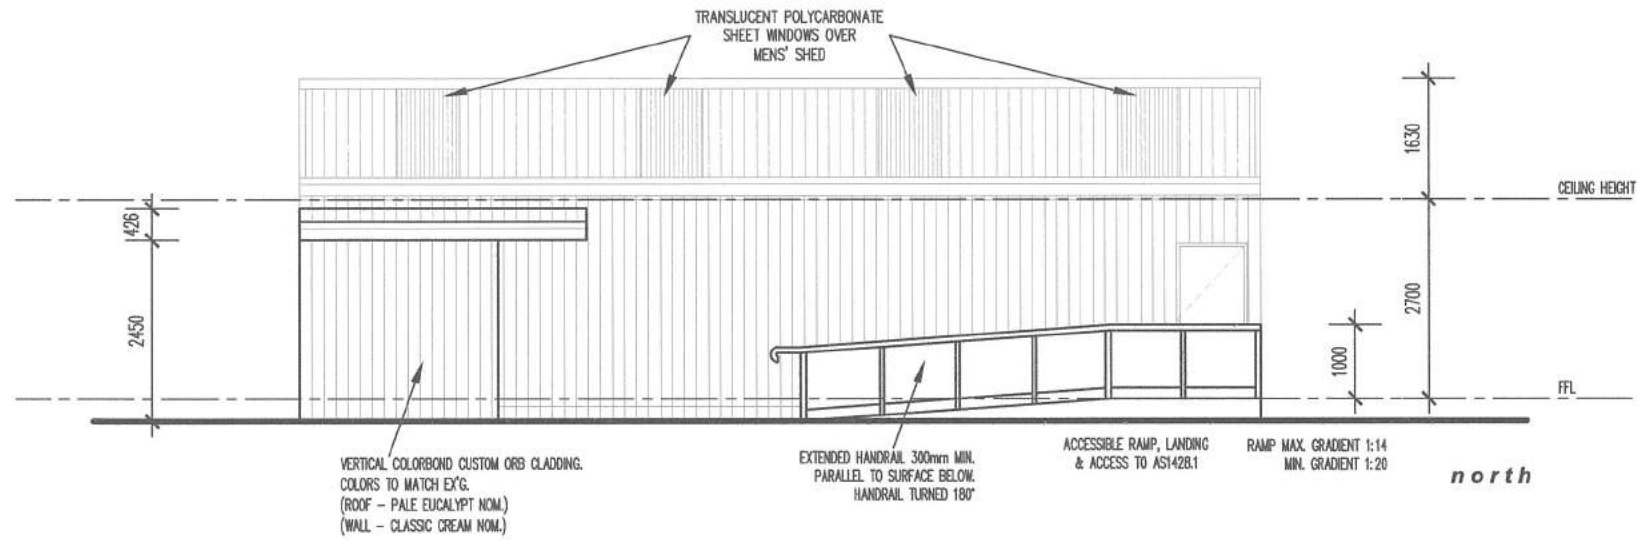 TRANSLUCENT POLYCARBONATE
SHEET WINDOWS OVER
MENS' SHED
1630
CEILING HEIGHT
426
2450
2700
1000
FFL
VERTICAL COLORBOND CUSTOM ORB CLADDING.
COLORS TO MATCH EX'G.
(ROOF - PALE EUCALYPT NOM.)
(WALL - CLASSIC CREAM NOM.)
EXTENDED HANDRAIL 300mm MIN.
PARALLEL TO SURFACE BELOW.
HANDRAIL TURNED 180°
ACCESSIBLE RAMP, LANDING
& ACCESS TO AS1428.1
RAMP MAX. GRADIENT 1:14
MIN. GRADIENT 1:20
north